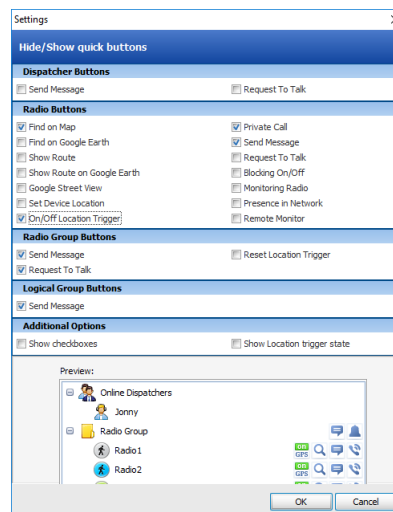 Settings
Hide/Show quick buttons
Dispatcher Buttons
Send Message Request To Talk
Radio Buttons
Find on Map Private Call
Find on Google Earth Send Message
Show Route Request To Talk
Show Route on Google Earth Blocking On/Off
Google Street View Monitoring Radio
Set Device Location Presence in Network
On/Off Location Trigger Remote Monitor
Radio Group Buttons
Send Message Reset Location Trigger
Request To Talk
Logical Group Buttons
Send Message
Additional Options
Show checkboxes Show Location trigger state
Preview:
Online Dispatchers
Jonny
Radio Group
Radio1 on GPS
Radio2 on GPS
OK Cancel